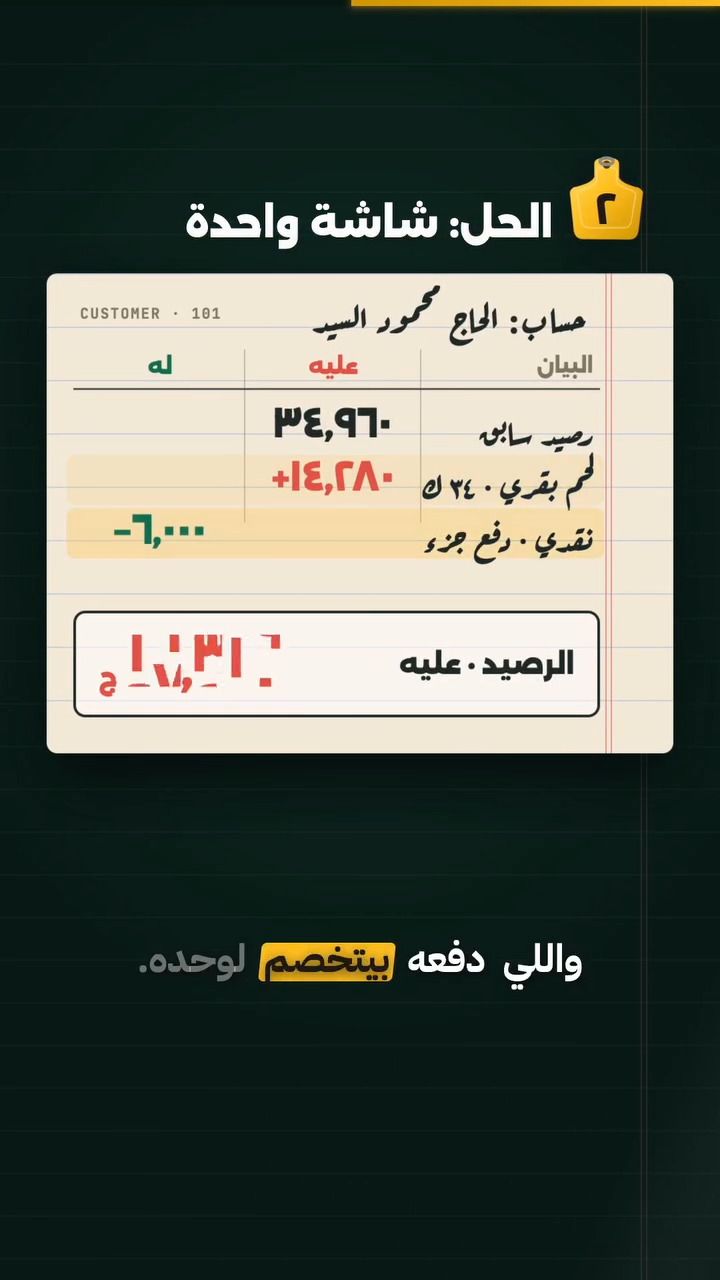 ٢
الحل: شاشة واحدة
حساب: الحاج محمود السيد
CUSTOMER · 101
البيان عليه له
رصيد سابق ٣٤,٩٦٠
لحم بقري · ٣٤ ك +١٤,٢٨٠
نقدي · دفع جزء −٦,٠٠٠
الرصيد · عليه
ج
واللي دفعه بيتخصم لوحده.